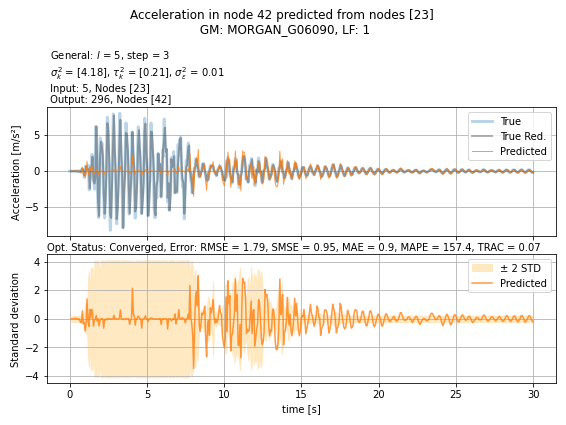 Acceleration in node 42 predicted from nodes [23]
GM: MORGAN_G06090, LF: 1
General: l = 5, step = 3
σ²ₖ = [4.18], τ²ₖ = [0.21], σ²_ε = 0.01
Input: 5, Nodes [23]
Output: 296, Nodes [42]
Acceleration [m/s²]
5
0
−5
True
True Red.
Predicted
Opt. Status: Converged, Error: RMSE = 1.79, SMSE = 0.95, MAE = 0.9, MAPE = 157.4, TRAC = 0.07
Standard deviation
4
2
0
−2
−4
± 2 STD
Predicted
0 5 10 15 20 25 30
time [s]